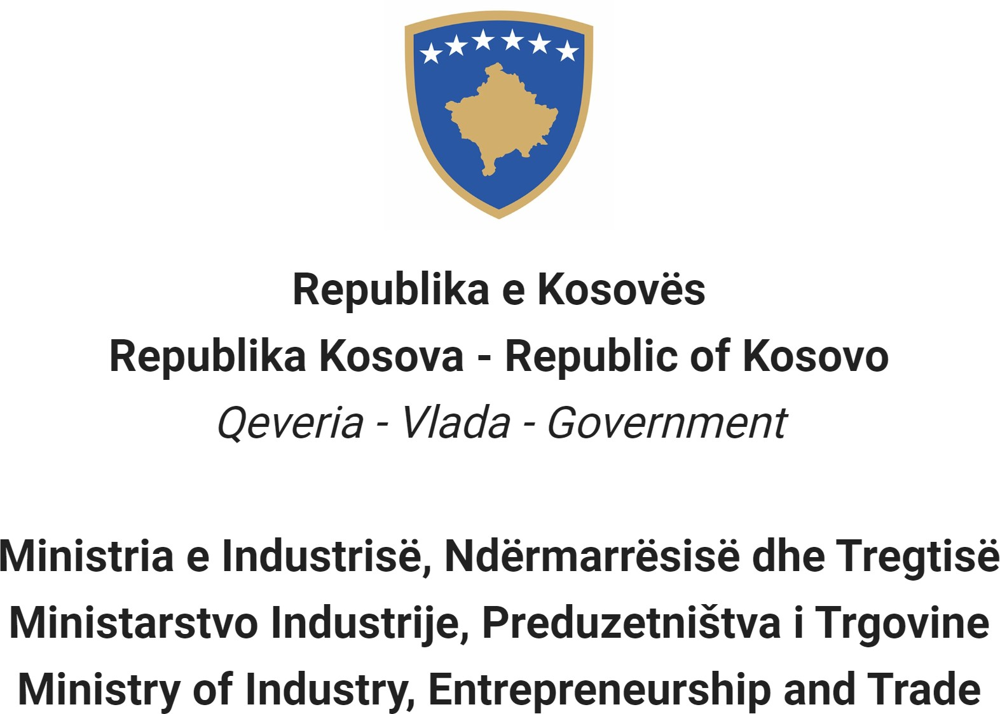 Republika e Kosovës
Republika Kosova - Republic of Kosovo
Qeveria - Vlada - Government
Ministria e Industrisë, Ndërmarrësisë dhe Tregtisë
Ministarstvo Industrije, Preduzetništva i Trgovine
Ministry of Industry, Entrepreneurship and Trade